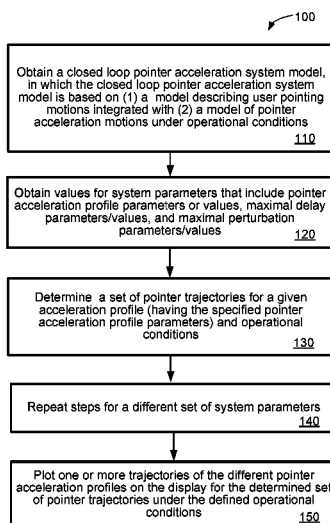 100
Obtain a closed loop pointer acceleration system model,
in which the closed loop pointer acceleration system
model is based on (1) a model describing user pointing
motions integrated with (2) a model of pointer
acceleration motions under operational conditions
110
Obtain values for system parameters that include pointer
acceleration profile parameters or values, maximal delay
parameters/values, and maximal perturbation
parameters/values
120
Determine a set of pointer trajectories for a given
acceleration profile (having the specified pointer
acceleration profile parameters) and operational
conditions
130
Repeat steps for a different set of system parameters
140
Plot one or more trajectories of the different pointer
acceleration profiles on the display for the determined set
of pointer trajectories under the defined operational
conditions
150